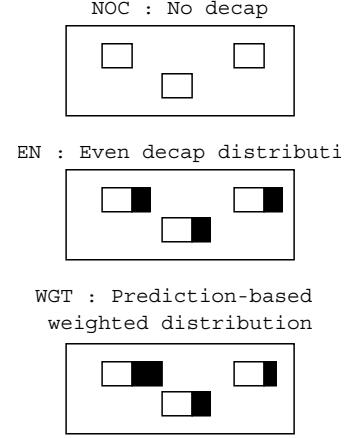 NOC : No decap
EN : Even decap distributi
WGT : Prediction-based
weighted distribution